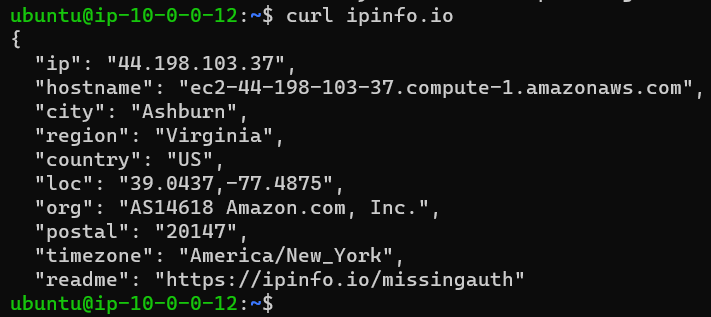 ubuntu@ip-10-0-0-12:~$ curl ipinfo.io
{
  "ip": "44.198.103.37",
  "hostname": "ec2-44-198-103-37.compute-1.amazonaws.com",
  "city": "Ashburn",
  "region": "Virginia",
  "country": "US",
  "loc": "39.0437,-77.4875",
  "org": "AS14618 Amazon.com, Inc.",
  "postal": "20147",
  "timezone": "America/New_York",
  "readme": "https://ipinfo.io/missingauth"
ubuntu@ip-10-0-0-12:~$